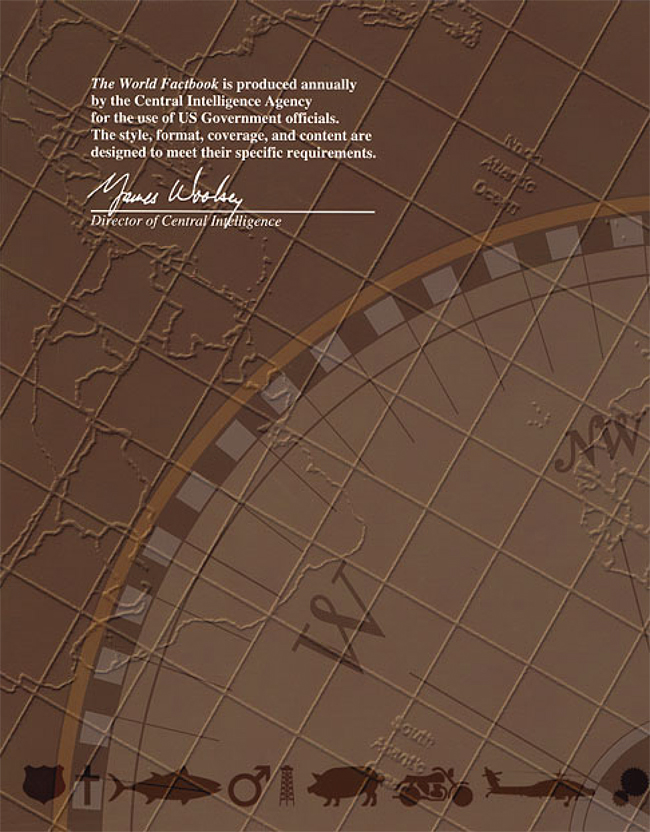 The World Factbook is produced annually
by the Central Intelligence Agency
for the use of US Government officials.
The style, format, coverage, and content are
designed to meet their specific requirements.
James Woolsey
Director of Central Intelligence
North
Atlantic
Ocean
NW
W
South
Atlantic
Ocean